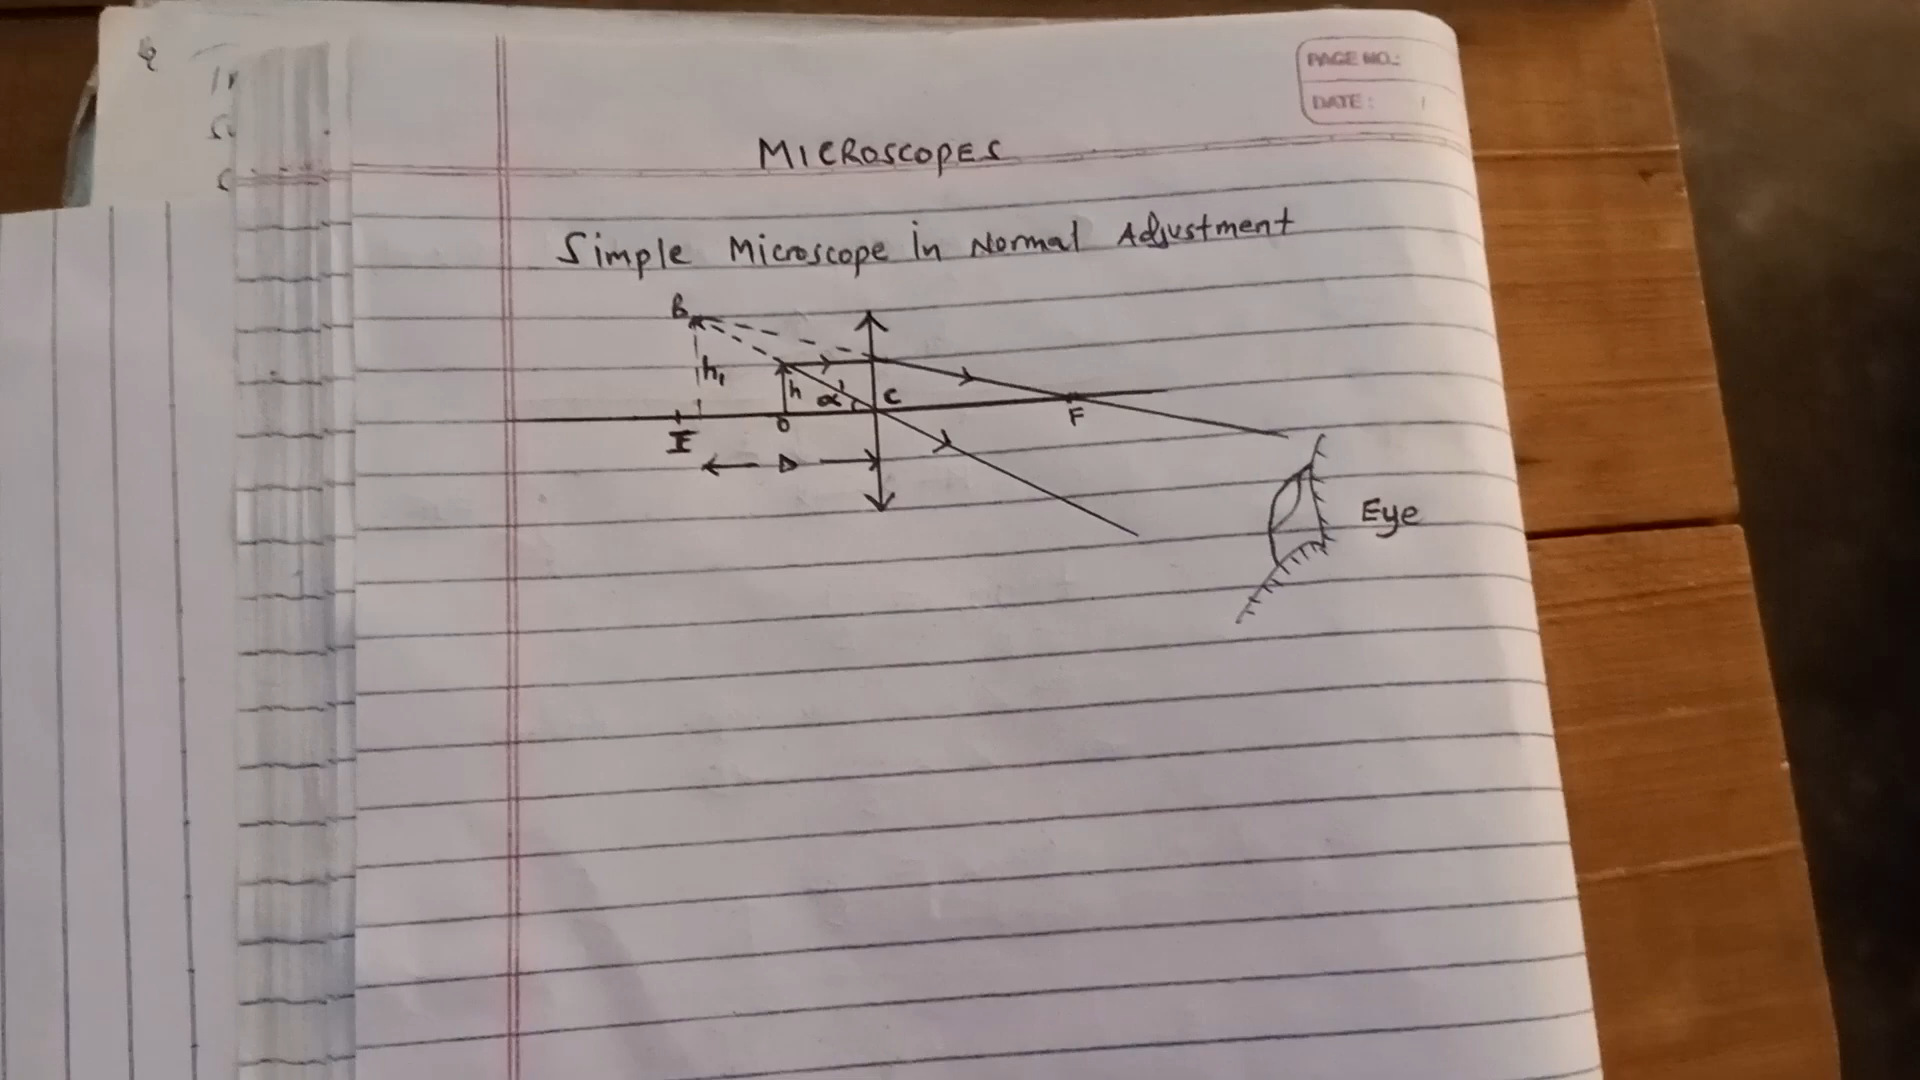 PAGE NO.:
DATE:
MICROSCOPES
Simple Microscope in Normal Adjustment
B
h₁
h
α'
C
F
I
O
D
Eye